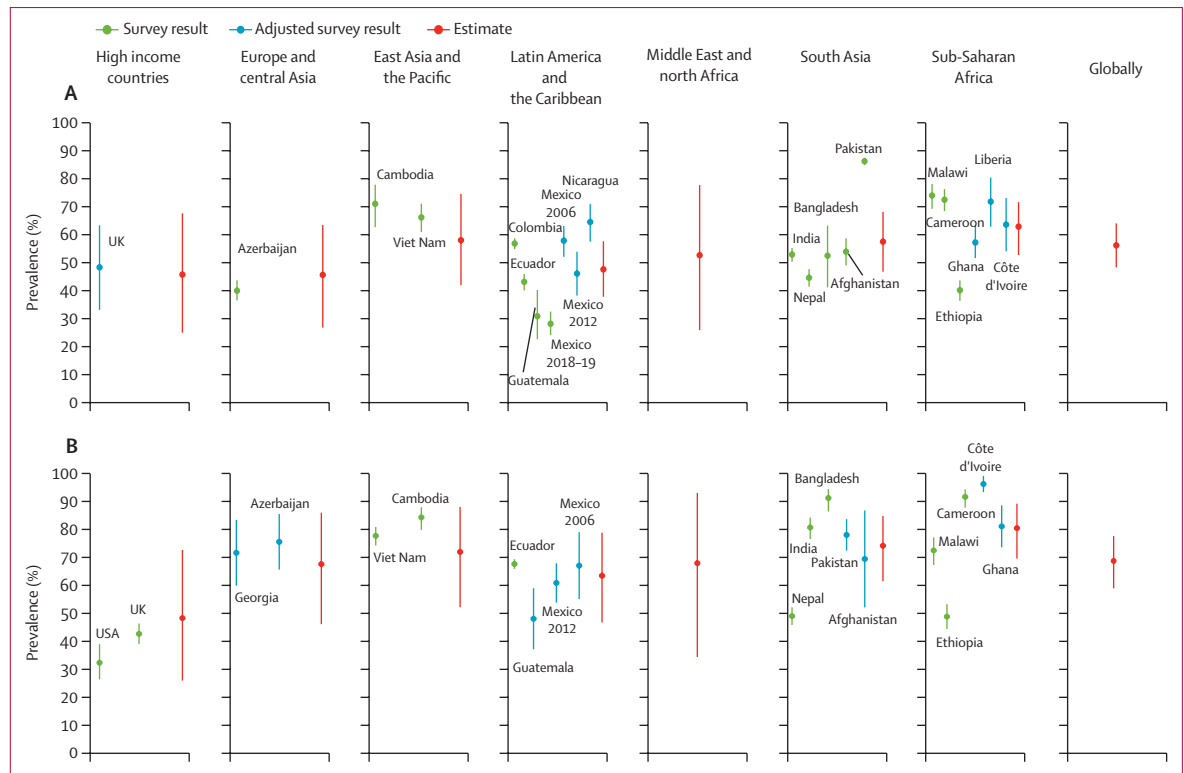 Survey result Adjusted survey result Estimate
High income
countries
Europe and
central Asia
East Asia and
the Pacific
Latin America
and
the Caribbean
Middle East and
north Africa
South Asia
Sub-Saharan
Africa
Globally
A
Prevalence (%)
100
90
80
70
60
50
40
30
20
10
0
UK
Azerbaijan
Cambodia
Viet Nam
Colombia
Ecuador
Guatemala
Mexico
2018–19
Mexico
2006
Mexico
2012
Nicaragua
India
Nepal
Bangladesh
Afghanistan
Pakistan
Malawi
Cameroon
Ethiopia
Ghana
Liberia
Côte
d'Ivoire
B
Prevalence (%)
100
90
80
70
60
50
40
30
20
10
0
USA
UK
Georgia
Azerbaijan
Viet Nam
Cambodia
Ecuador
Guatemala
Mexico
2012
Mexico
2006
Nepal
India
Bangladesh
Pakistan
Afghanistan
Malawi
Ethiopia
Cameroon
Côte
d'Ivoire
Ghana